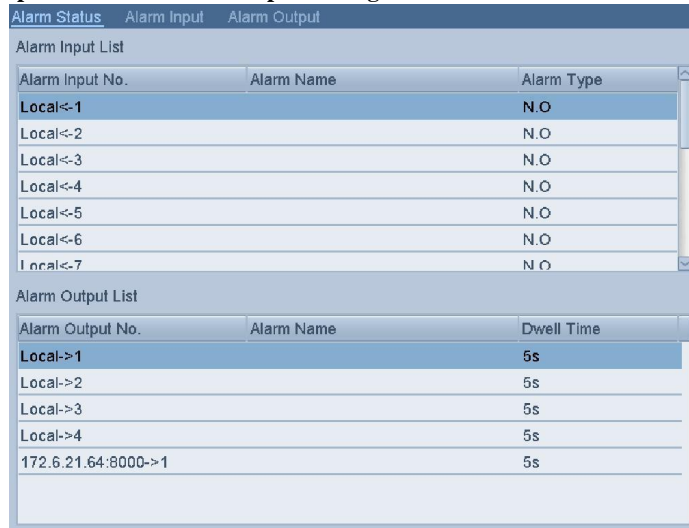 Alarm Status Alarm Input Alarm Output
Alarm Input List
Alarm Input No. Alarm Name Alarm Type
Local<-1 N.O
Local<-2 N.O
Local<-3 N.O
Local<-4 N.O
Local<-5 N.O
Local<-6 N.O
Local<-7 N.O
Alarm Output List
Alarm Output No. Alarm Name Dwell Time
Local->1 5s
Local->2 5s
Local->3 5s
Local->4 5s
172.6.21.64:8000->1 5s